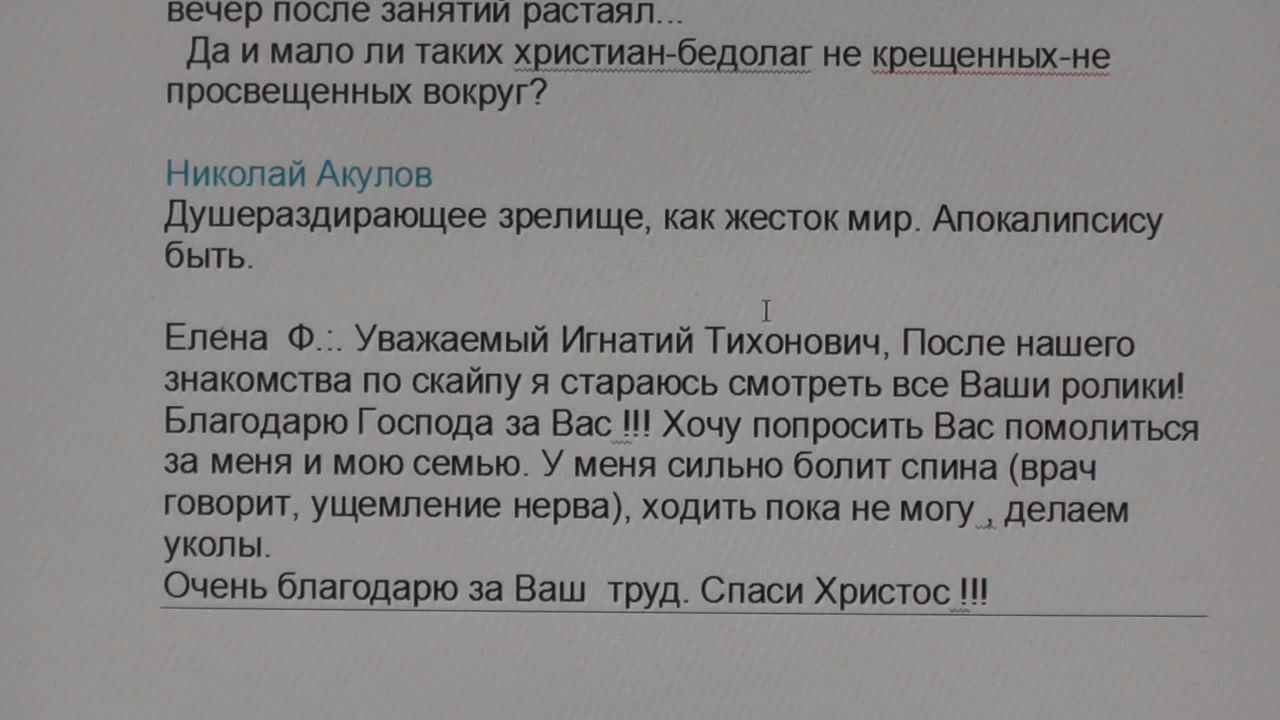 вечер после занятий растаял...
Да и мало ли таких христиан-бедолаг не крещенных-не
просвещенных вокруг?
Николай Акулов
Душераздирающее зрелище, как жесток мир. Апокалипсису
быть.
Елена  Ф.:. Уважаемый Игнатий Тихонович, После нашего
знакомства по скайпу я стараюсь смотреть все Ваши ролики!
Благодарю Господа за Вас !!! Хочу попросить Вас помолиться
за меня и мою семью. У меня сильно болит спина (врач
говорит, ущемление нерва), ходить пока не могу , делаем
уколы.
Очень благодарю за Ваш  труд. Спаси Христос !!!